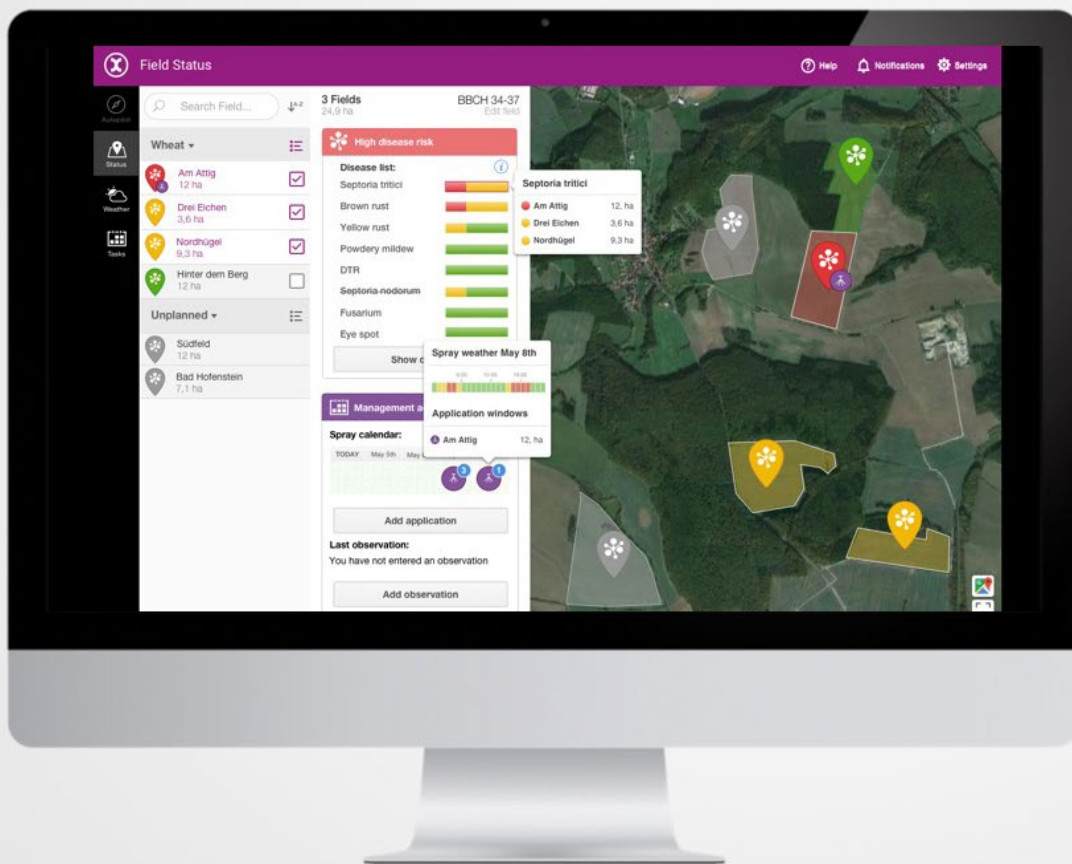 Field Status
Help
Notifications
Settings
Autopilot
Status
Weather
Tasks
Search Field...
A-Z
Wheat
Am Attig
12 ha
Drei Eichen
3,6 ha
Nordhügel
9,3 ha
Hinter dem Berg
12 ha
Unplanned
Südfeld
12 ha
Bad Hofenstein
7,1 ha
3 Fields
24,9 ha
BBCH 34-37
Edit field
High disease risk
Disease list:
Septoria tritici
Brown rust
Yellow rust
Powdery mildew
DTR
Septoria nodorum
Fusarium
Eye spot
Show
Septoria tritici
Am Attig 12, ha
Drei Eichen 3,6 ha
Nordhügel 9,3 ha
Spray weather May 8th
Application windows
Am Attig 12, ha
Management a
Spray calendar:
TODAY May 5th May
3
1
Add application
Last observation:
You have not entered an observation
Add observation